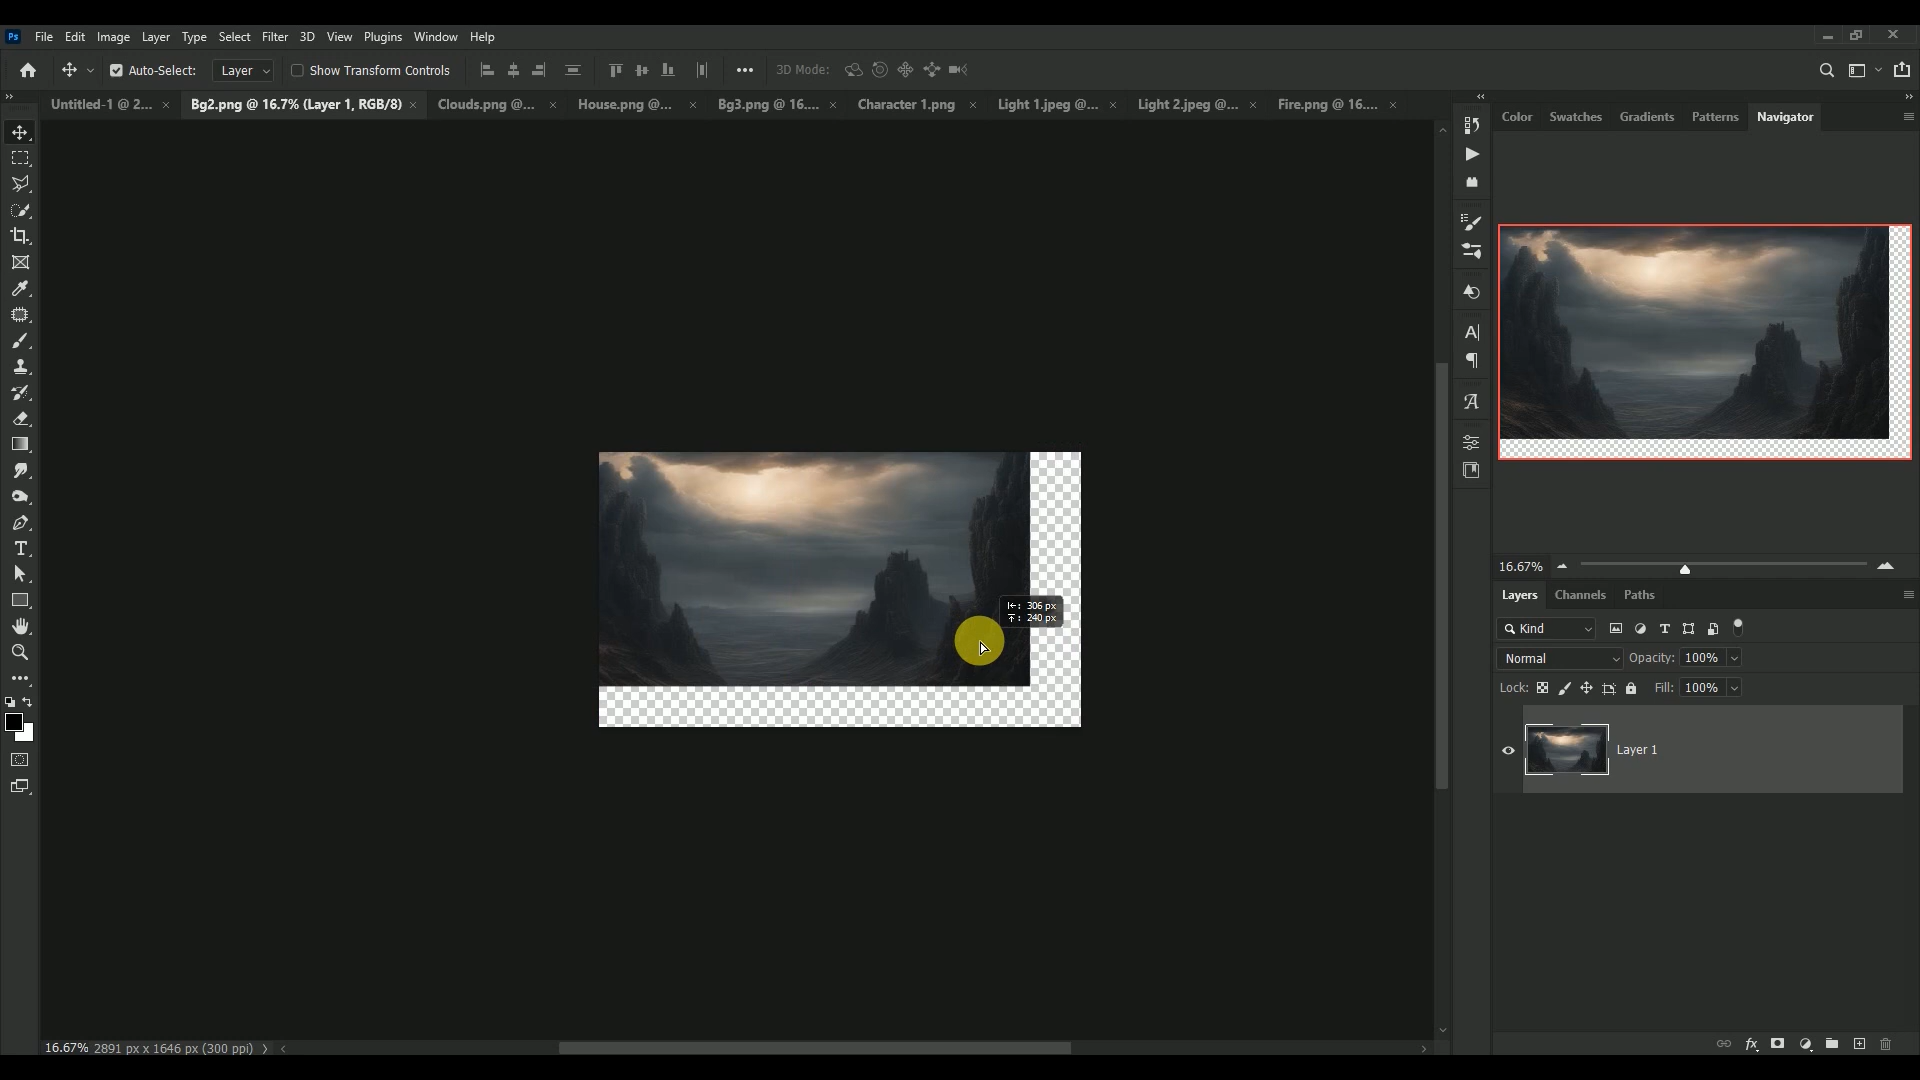 Ps File Edit Image Layer Type Select Filter 3D View Plugins Window Help
Auto-Select: Layer Show Transform Controls 3D Mode:
Untitled-1 @ 2... Bg2.png @ 16.7% (Layer 1, RGB/8) Clouds.png @... House.png @... Bg3.png @ 16.... Character 1.png Light 1.jpeg @... Light 2.jpeg @... Fire.png @ 16....
Color Swatches Gradients Patterns Navigator
306 px
240 px
16.67%
Layers Channels Paths
Kind
Normal Opacity: 100%
Lock: Fill: 100%
Layer 1
16.67% 2891 px x 1646 px (300 ppi)